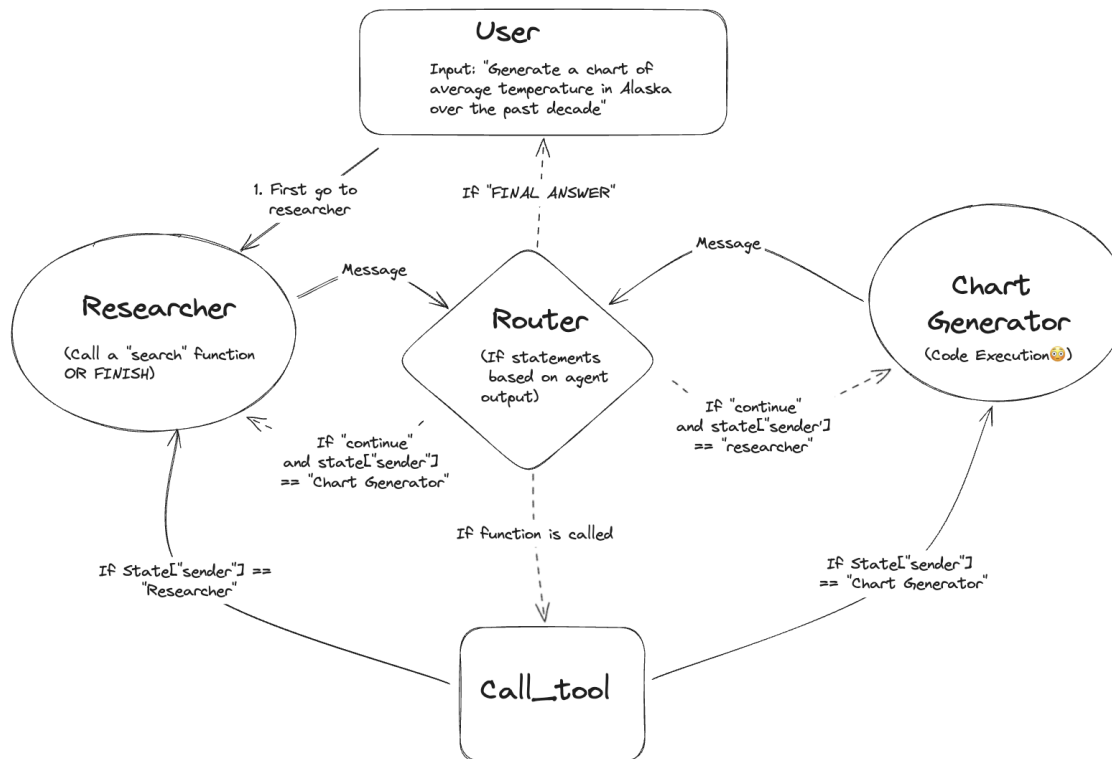 User
Input: "Generate a chart of
average temperature in Alaska
over the past decade"
1. First go to
researcher
If "FINAL ANSWER"
Message
Message
Researcher
(Call a "search" function
OR FINISH)
Router
(If statements
based on agent
output)
Chart
Generator
(Code Execution😳)
If "continue"
and state["sender"]
== "Chart Generator"
If "continue"
and state["sender']
== "researcher"
If function is called
If State["sender"] ==
"Researcher"
If State["sender"]
== "Chart Generator"
Call_tool